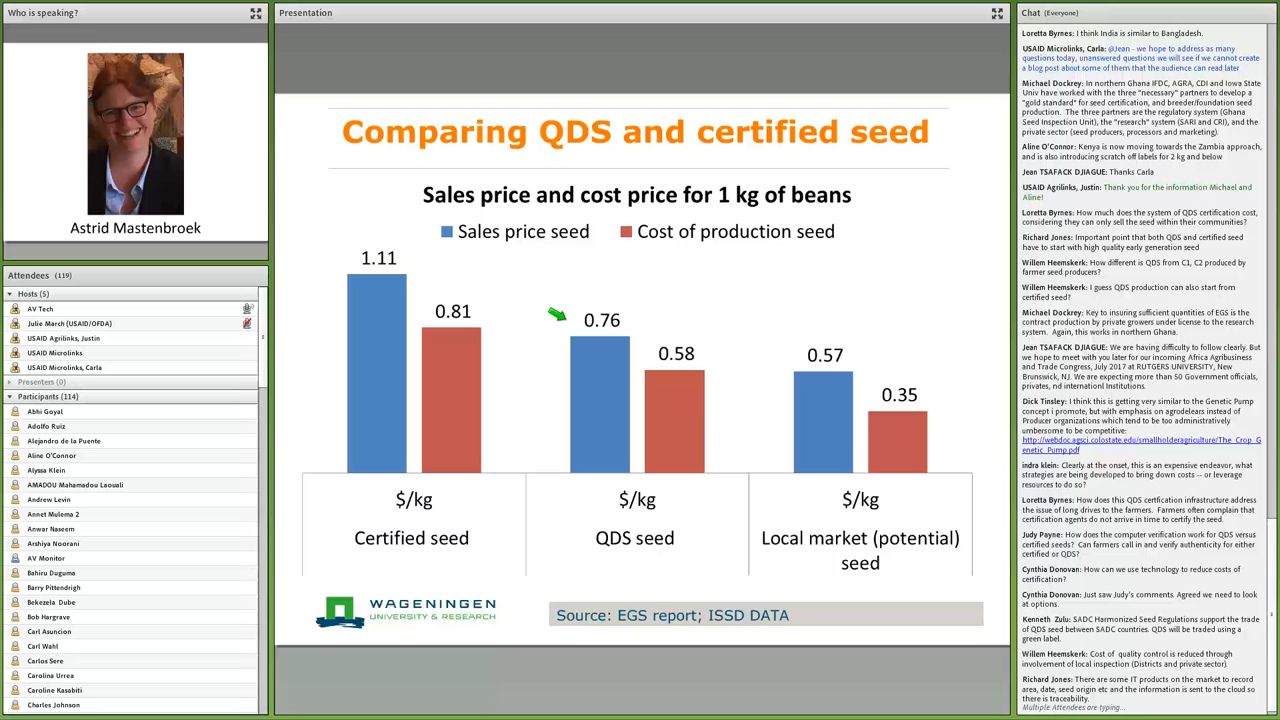 Who is speaking?
Astrid Mastenbroek
Attendees (119)
Hosts (5)
AV Tech
Julie March (USAID/OFDA)
USAID Agrilinks, Justin
USAID Microlinks
USAID Microlinks, Carla
Presenters (0)
Participants (114)
Abhi Goyal
Adolfo Ruiz
Alejandro de la Puente
Aline O'Connor
Alyssa Klein
AMADOU Mahamadou Laouali
Andrew Levin
Annet Mulema 2
Anwar Naseem
Arshiya Noorani
AV Monitor
Bahiru Duguma
Barry Pittendrigh
Bekezela Dube
Bob Hargrave
Carl Asuncion
Carl Wahl
Carlos Sere
Carolina Urrea
Caroline Kasabiti
Charles Johnson
Presentation
Comparing QDS and certified seed
Sales price and cost price for 1 kg of beans
Sales price seed Cost of production seed
1.11
0.81
0.76
0.58
0.57
0.35
$/kg $/kg $/kg
Certified seed QDS seed Local market (potential)
seed
WAGENINGEN
UNIVERSITY & RESEARCH
Source: EGS report; ISSD DATA
Chat (Everyone)
Loretta Byrnes: I think India is similar to Bangladesh.
USAID Microlinks, Carla: @Jean - we hope to address as many
questions today, unanswered questions we will see if we cannot create
a blog post about some of them that the audience can read later
Michael Dockrey: In northern Ghana IFDC, AGRA, CDI and Iowa State
Univ have worked with the three "necessary" partners to develop a
"gold standard" for seed certification, and breeder/foundation seed
production. The three partners are the regulatory system (Ghana
Seed Inspection Unit), the "research" system (SARI and CRI), and the
private sector (seed producers, processors and marketing).
Aline O'Connor: Kenya is now moving towards the Zambia approach,
and is also introducing scratch off labels for 2 kg and below
Jean TSAFACK DJIAGUE: Thanks Carla
USAID Agrilinks, Justin: Thank you for the information Michael and
Aline!
Loretta Byrnes: How much does the system of QDS certification cost,
considering they can only sell the seed within their communities?
Richard Jones: Important point that both QDS and certified seed
have to start with high quality early generation seed
Willem Heemskerk: How different is QDS from C1, C2 produced by
farmer seed producers?
Willem Heemskerk: I guess QDS production can also start from
certified seed?
Michael Dockrey: Key to insuring sufficient quantities of EGS is the
contract production by private growers under license to the research
system. Again, this works in northern Ghana.
Jean TSAFACK DJIAGUE: We are having difficulty to follow clearly. But
we hope to meet with you later for our incoming Africa Agribusiness
and Trade Congress, July 2017 at RUTGERS UNIVERSITY, New
Brunswick, NJ. We are expecting more than 50 Government officials,
privates, nd internationl Institutions.
Dick Tinsley: I think this is getting very similar to the Genetic Pump
concept i promote, but with emphasis on agrodelears instead of
Producer organizations which tend to be too administratively
umbersome to be competitive:
http://webdoc.agsci.colostate.edu/smallholderagriculture/The_Crop_G
enetic_Pump.pdf
indra klein: Clearly at the onset, this is an expensive endeavor, what
strategies are being developed to bring down costs -- or leverage
resources to do so?
Loretta Byrnes: How does this QDS certfication infrastructure address
the issue of long drives to the farmers. Farmers often complain that
certification agents do not arrive in time to certify the seed.
Judy Payne: How does the computer verification work for QDS versus
certified seeds? Can farmers call in and verify authenticity for either
certified or QDS?
Cynthia Donovan: How can we use technology to reduce costs of
certification?
Cynthia Donovan: Just saw Judy's comments. Agreed we need to look
at options.
Kenneth Zulu: SADC Harmonized Seed Regulations support the trade
of QDS seed between SADC countries. QDS will be traded using a
green label.
Willem Heemskerk: Cost of quality control is reduced through
involvement of local inspection (Districts and private sector).
Richard Jones: There are some IT products on the market to record
area, date, seed origin etc and the information is sent to the cloud so
there is traceability.
Multiple Attendees are typing...